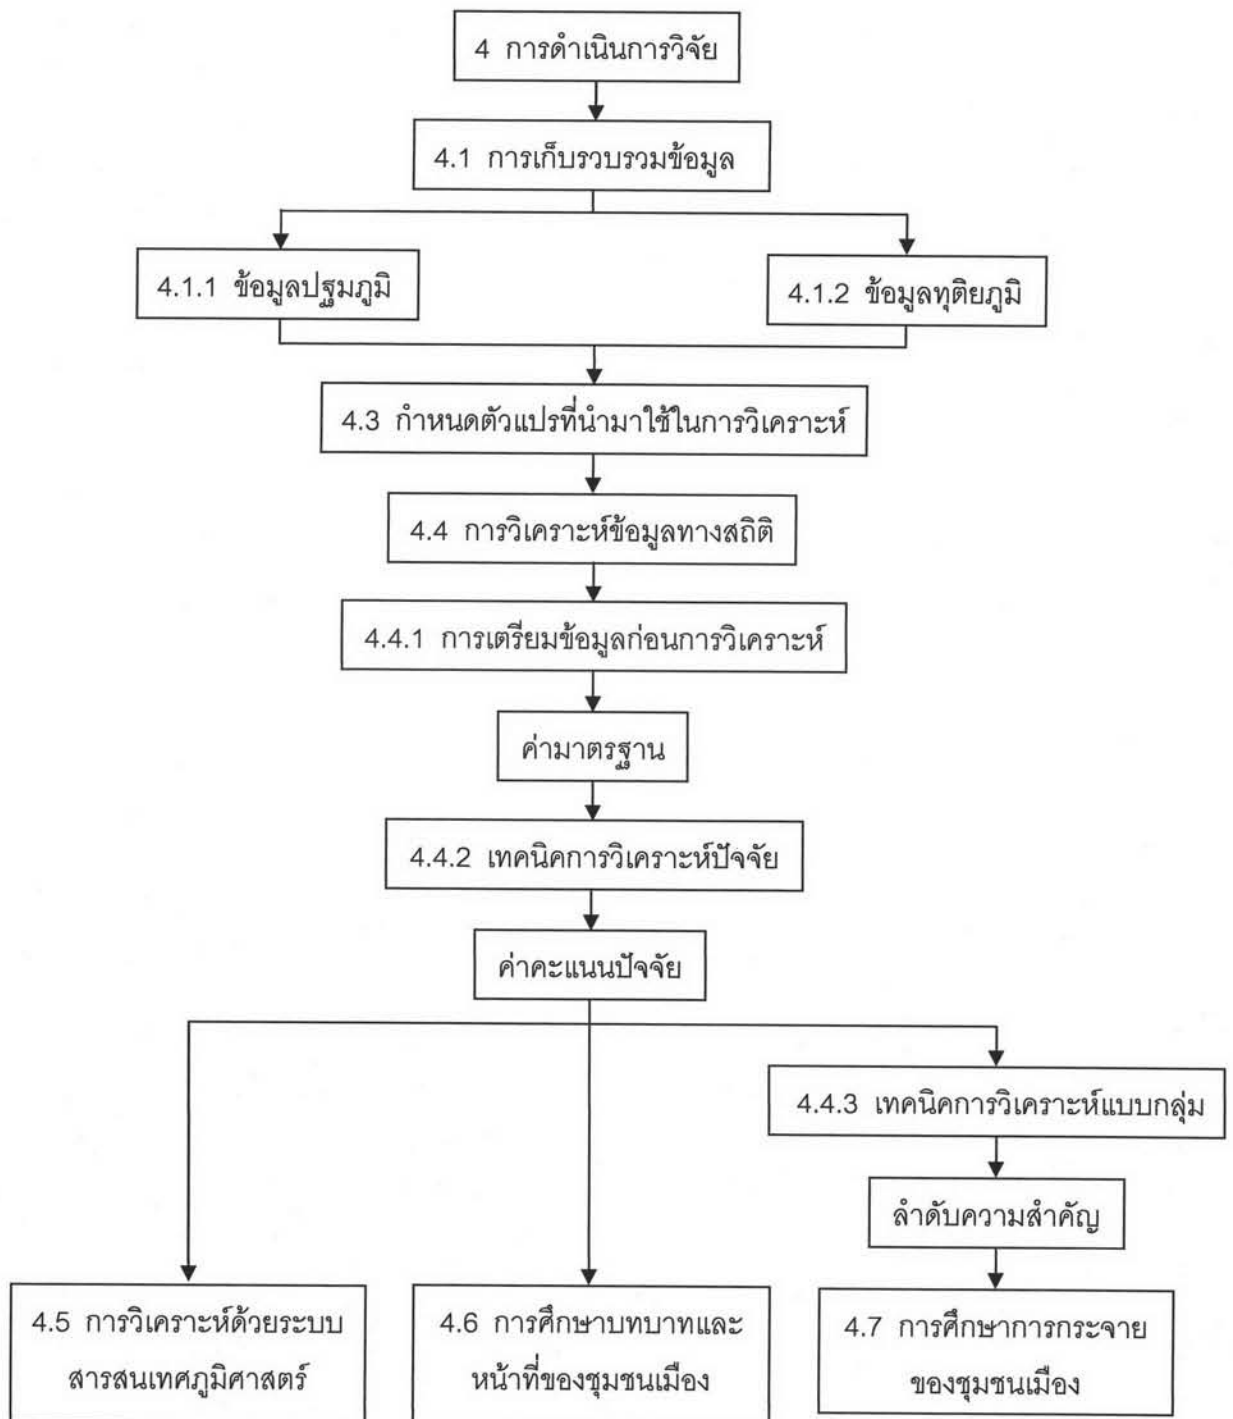 4 การดำเนินการวิจัย
4.1 การเก็บรวบรวมข้อมูล
4.1.1 ข้อมูลปฐมภูมิ
4.1.2 ข้อมูลทุติยภูมิ
4.3 กำหนดตัวแปรที่นำมาใช้ในการวิเคราะห์
4.4 การวิเคราะห์ข้อมูลทางสถิติ
4.4.1 การเตรียมข้อมูลก่อนการวิเคราะห์
ค่ามาตรฐาน
4.4.2 เทคนิคการวิเคราะห์ปัจจัย
ค่าคะแนนปัจจัย
4.4.3 เทคนิคการวิเคราะห์แบบกลุ่ม
ลำดับความสำคัญ
4.5 การวิเคราะห์ด้วยระบบ
สารสนเทศภูมิศาสตร์
4.6 การศึกษาบทบาทและ
หน้าที่ของชุมชนเมือง
4.7 การศึกษาการกระจาย
ของชุมชนเมือง